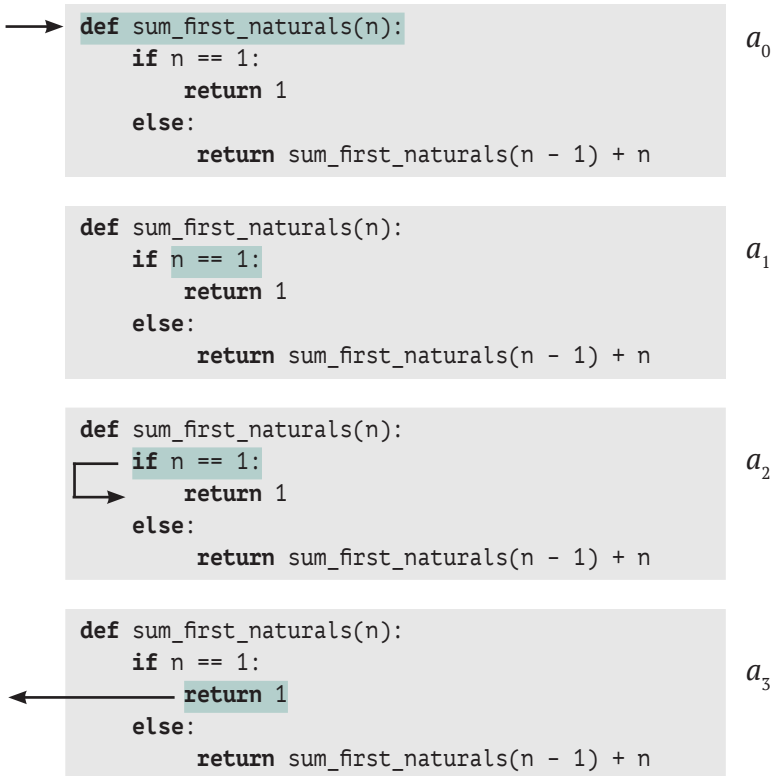 def sum_first_naturals(n):
a0
if n == 1:
return 1
else:
return sum_first_naturals(n – 1) + n
def sum_first_naturals(n):
if n == 1:
a1
return 1
else:
return sum_first_naturals(n – 1) + n
def sum_first_naturals(n):
if n == 1:
a2
return 1
else:
return sum_first_naturals(n – 1) + n
def sum_first_naturals(n):
if n == 1:
a3
return 1
else:
return sum_first_naturals(n – 1) + n